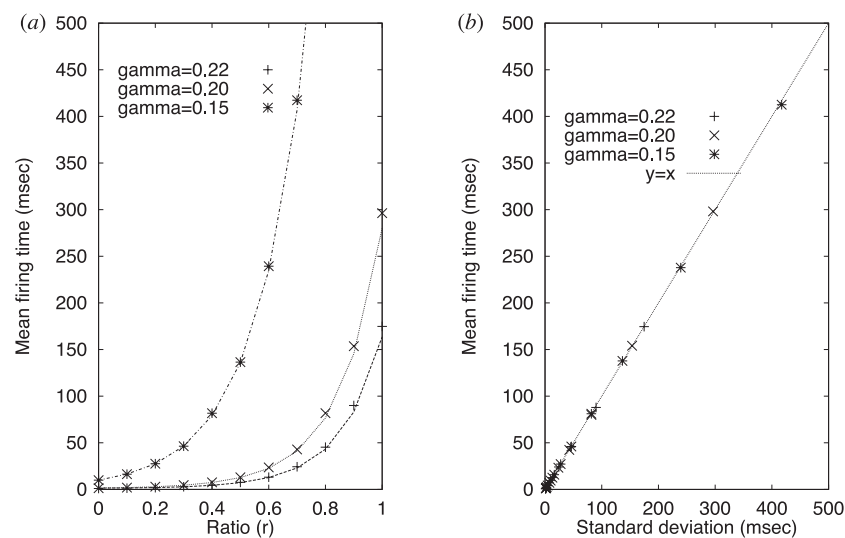 (a)
500
450
400
350
300
250
200
150
100
50
0
Mean firing time (msec)
gamma=0.22
gamma=0.20
gamma=0.15
0 0.2 0.4 0.6 0.8 1
Ratio (r)
(b)
500
450
400
350
300
250
200
150
100
50
0
Mean firing time (msec)
gamma=0.22
gamma=0.20
gamma=0.15
y=x
0 100 200 300 400 500
Standard deviation (msec)